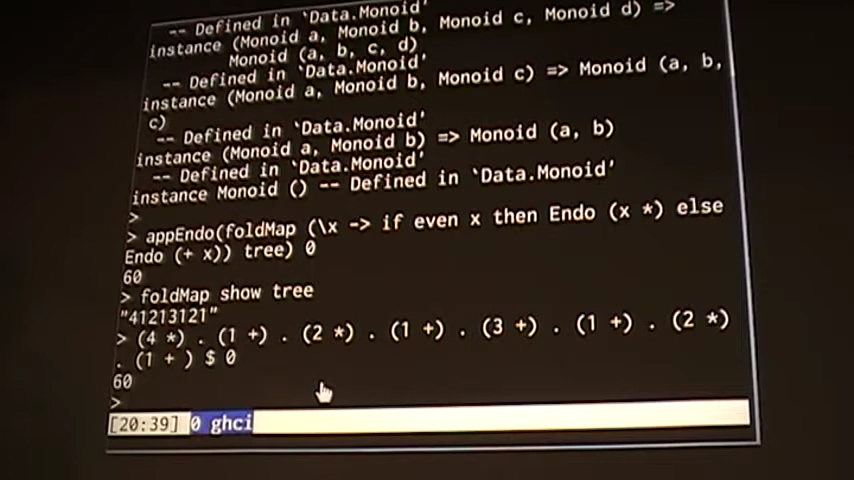 -- Defined in `Data.Monoid'
instance (Monoid a, Monoid b, Monoid c, Monoid d) =>
Monoid (a, b, c, d)
-- Defined in `Data.Monoid'
instance (Monoid a, Monoid b, Monoid c) => Monoid (a, b,
c)
-- Defined in `Data.Monoid'
instance (Monoid a, Monoid b) => Monoid (a, b)
-- Defined in `Data.Monoid'
instance Monoid () -- Defined in `Data.Monoid'
>
> appEndo(foldMap (\x -> if even x then Endo (x *) else
Endo (+ x)) tree) 0
60
> foldMap show tree
"41213121"
> (4 *) . (1 +) . (2 *) . (1 +) . (3 +) . (1 +) . (2 *)
. (1 + ) $ 0
60
>
[20:39] 0 ghci